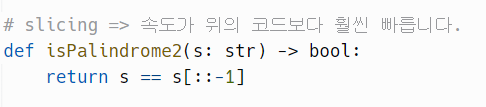 # slicing => 속도가 위의 코드보다 훨씬 빠릅니다.
def isPalindrome2(s: str) -> bool:
    return s == s[::-1]